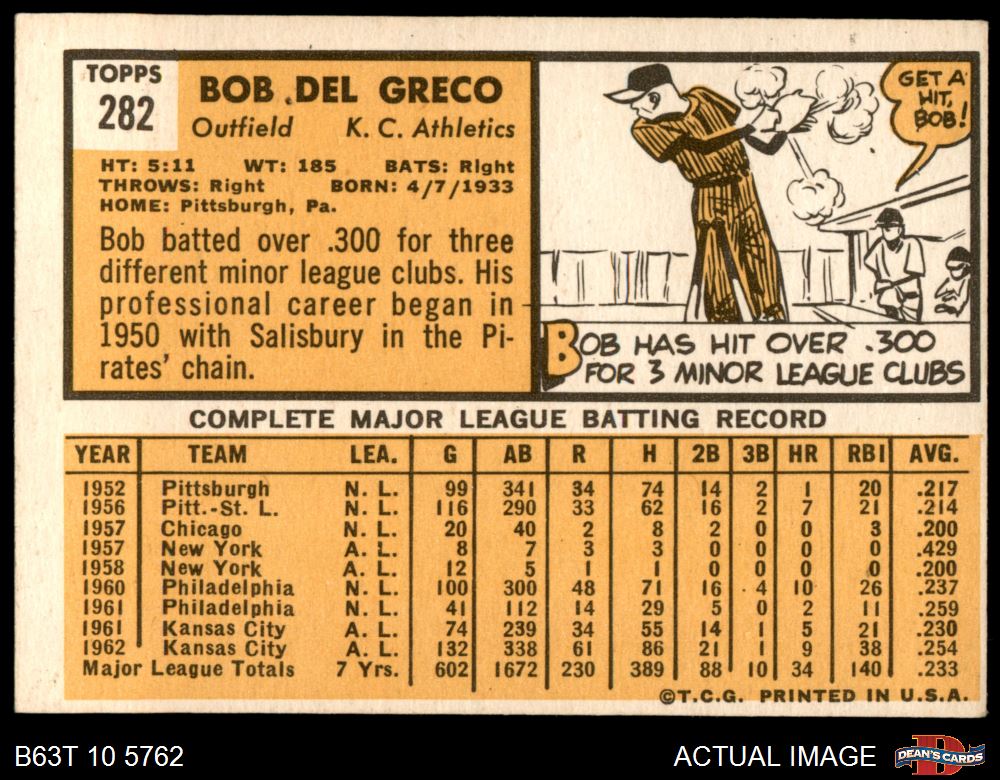 TOPPS
282
BOB DEL GRECO
Outfield K. C. Athletics
HT: 5:11 WT: 185 BATS: Right
THROWS: Right BORN: 4/7/1933
HOME: Pittsburgh, Pa.
Bob batted over .300 for three
different minor league clubs. His
professional career began in
1950 with Salisbury in the Pi-
rates' chain.
GET A
HIT,
BOB!
BOB HAS HIT OVER .300
FOR 3 MINOR LEAGUE CLUBS
COMPLETE MAJOR LEAGUE BATTING RECORD
YEAR TEAM LEA. G AB R H 2B 3B HR RBI AVG.
1952 Pittsburgh N. L. 99 341 34 74 14 2 1 20 .217
1956 Pitt.-St. L. N. L. 116 290 33 62 16 2 7 21 .214
1957 Chicago N. L. 20 40 2 8 2 0 0 3 .200
1957 New York A. L. 8 7 3 3 0 0 0 0 .429
1958 New York A. L. 12 5 1 1 0 0 0 0 .200
1960 Philadelphia N. L. 100 300 48 71 16 4 10 26 .237
1961 Philadelphia N. L. 41 112 14 29 5 0 2 11 .259
1961 Kansas City A. L. 74 239 34 55 14 1 5 21 .230
1962 Kansas City A. L. 132 338 61 86 21 1 9 38 .254
Major League Totals 7 Yrs. 602 1672 230 389 88 10 34 140 .233
©T.C.G. PRINTED IN U.S.A.
B63T 10 5762
ACTUAL IMAGE
D
DEAN'S CARDS